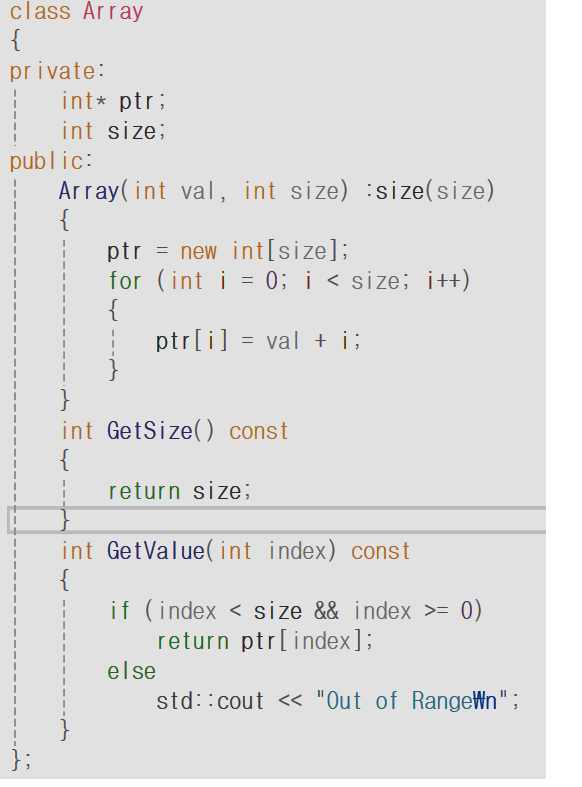 class Array
{
private:
    int* ptr;
    int size;
public:
    Array(int val, int size) :size(size)
    {
        ptr = new int[size];
        for (int i = 0; i < size; i++)
        {
            ptr[i] = val + i;
        }
    }
    int GetSize() const
    {
        return size;
    }
    int GetValue(int index) const
    {
        if (index < size && index >= 0)
            return ptr[index];
        else
            std::cout << "Out of Range₩n";
    }
};